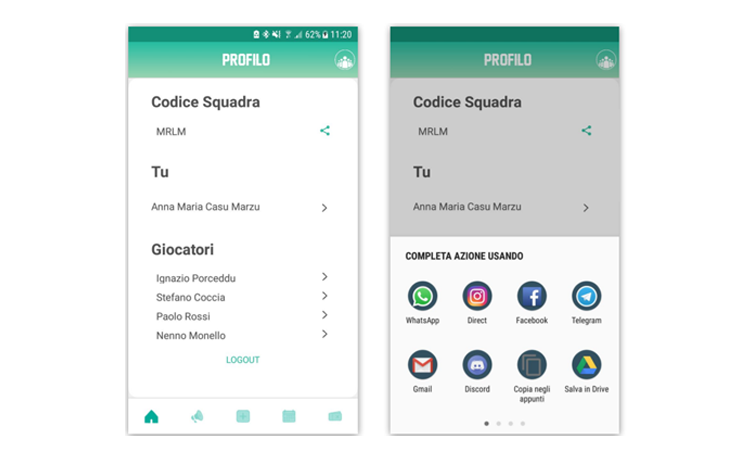 62% 11:20
PROFILO
Codice Squadra
MRLM
Tu
Anna Maria Casu Marzu
Giocatori
Ignazio Porceddu
Stefano Coccia
Paolo Rossi
Nenno Monello
LOGOUT
PROFILO
Codice Squadra
MRLM
Tu
Anna Maria Casu Marzu
COMPLETA AZIONE USANDO
WhatsApp Direct Facebook Telegram
Gmail Discord Copia negli Salva in Drive
appunti